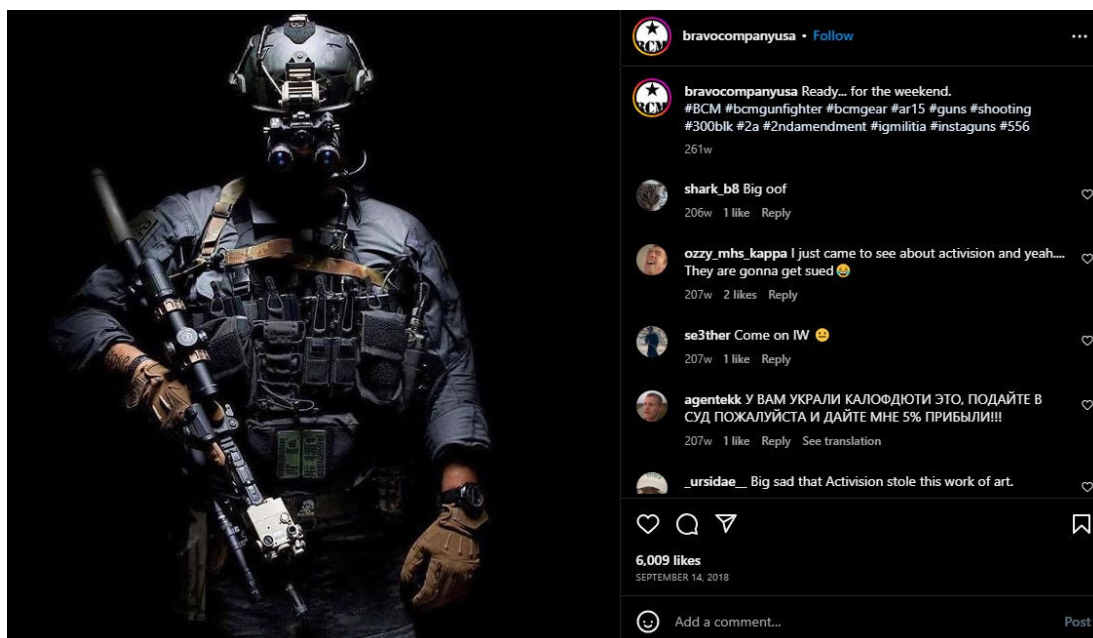 BCM
bravocompanyusa • Follow
BCM
bravocompanyusa Ready... for the weekend.
#BCM #bcmgunfighter #bcmgear #ar15 #guns #shooting
#300blk #2a #2ndamendment #igmilitia #instaguns #556
261w
shark_b8 Big oof
206w 1 like Reply
ozzy_mhs_kappa I just came to see about activision and yeah....
They are gonna get sued😂
207w 2 likes Reply
se3ther Come on IW 😐
207w 1 like Reply
agentekk У ВАМ УКРАЛИ КАЛОФДЮТИ ЭТО, ПОДАЙТЕ В
СУД ПОЖАЛУЙСТА И ДАЙТЕ МНЕ 5% ПРИБЫЛИ!!!
207w 1 like Reply See translation
_ursidae__ Big sad that Activision stole this work of art.
6,009 likes
SEPTEMBER 14, 2018
Add a comment...
Post